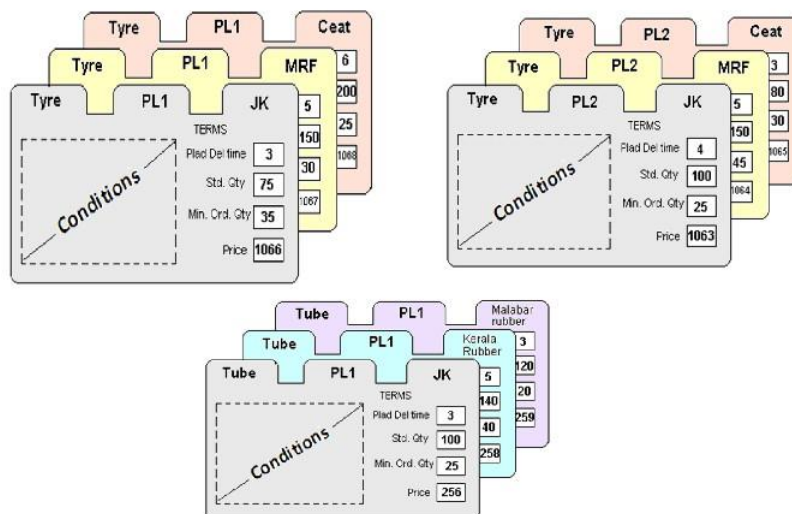 Tyre PL1 Ceat
6
200
25
1068
Tyre PL1 MRF
5
150
30
1067
Tyre PL1 JK
TERMS
Conditions
Plad Del time 3
Std. Qty 75
Min. Ord. Qty 35
Price 1066
Tyre PL2 Ceat
3
80
30
1065
Tyre PL2 MRF
5
150
45
1064
Tyre PL2 JK
TERMS
Conditions
Plad Del time 4
Std. Qty 100
Min. Ord. Qty 25
Price 1063
Tube PL1 Malabar
rubber
3
120
20
259
Tube PL1 Kerala
Rubber
5
140
40
258
Tube PL1 JK
TERMS
Conditions
Plad Del time 3
Std. Qty 100
Min. Ord. Qty 25
Price 256